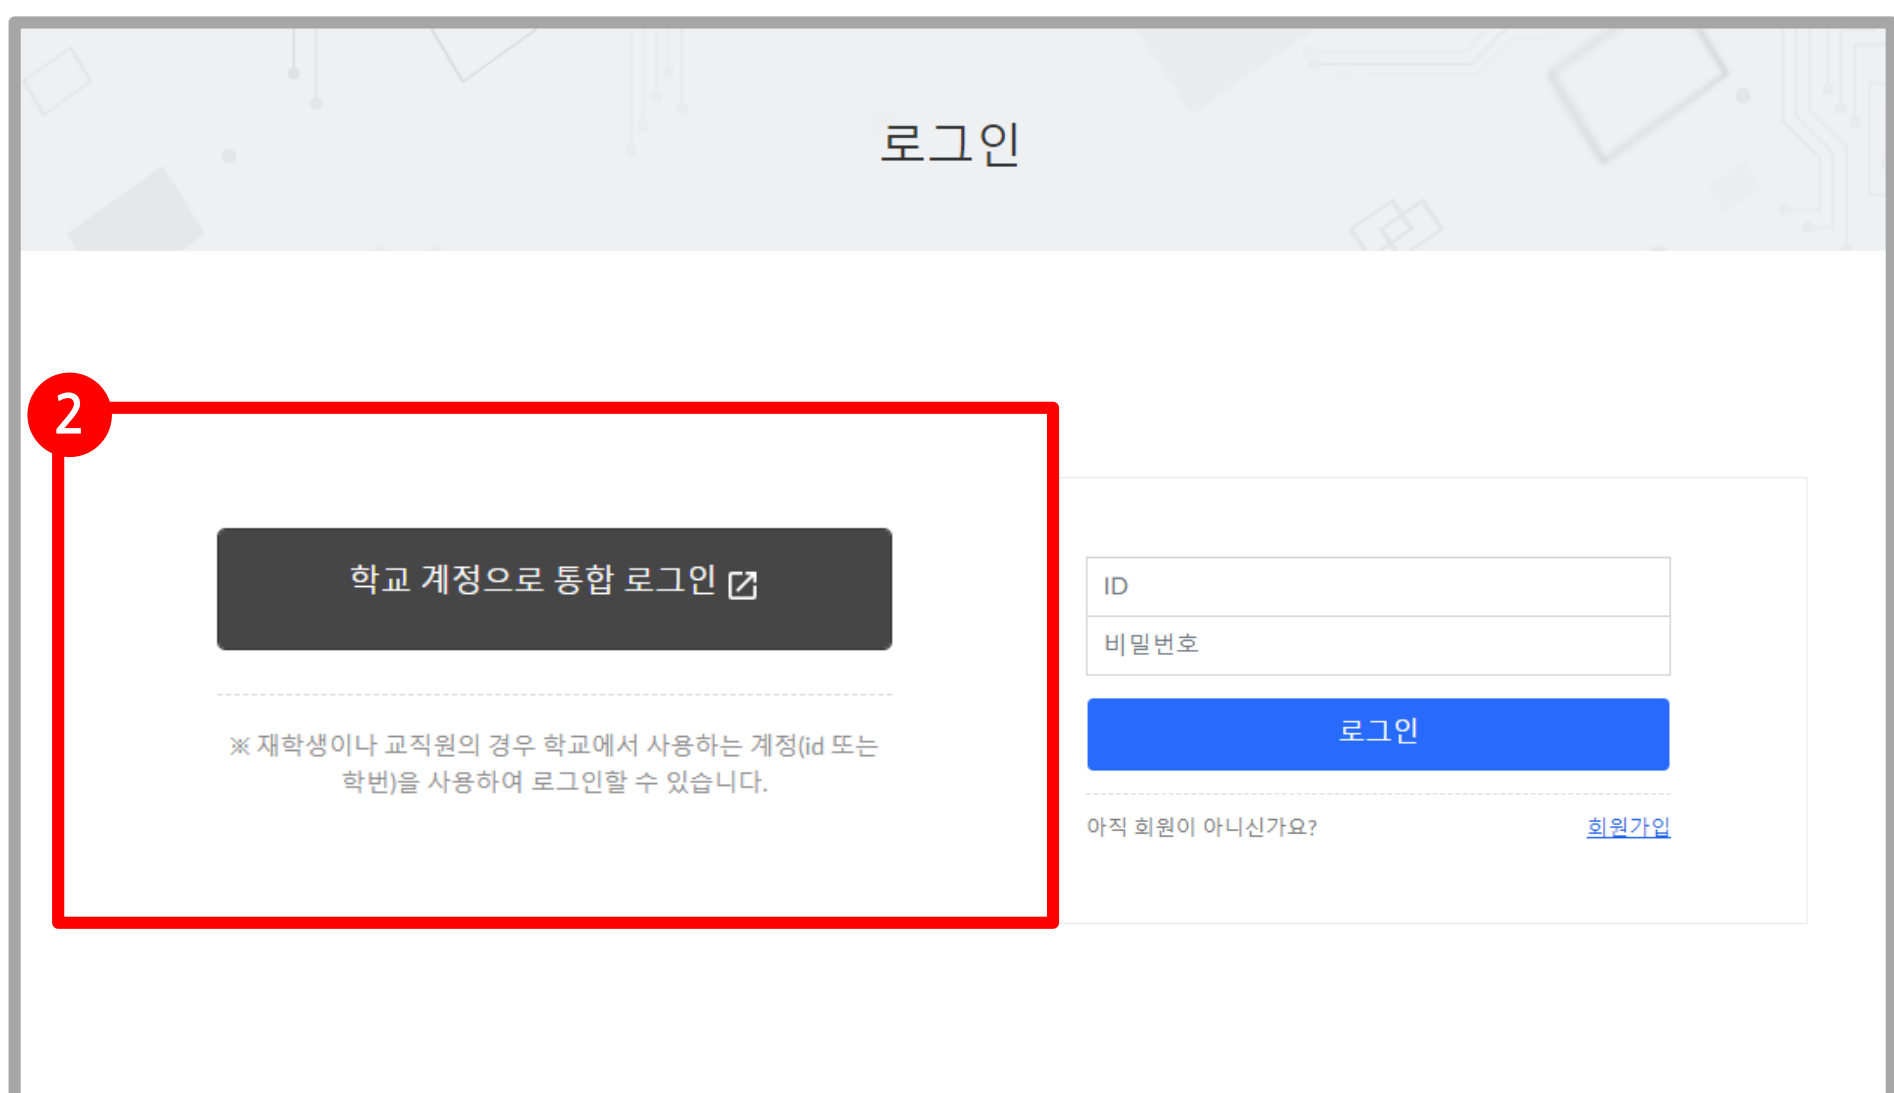 로그인
2
학교 계정으로 통합 로그인
※ 재학생이나 교직원의 경우 학교에서 사용하는 계정(id 또는
학번)을 사용하여 로그인할 수 있습니다.
ID
비밀번호
로그인
아직 회원이 아니신가요? 회원가입